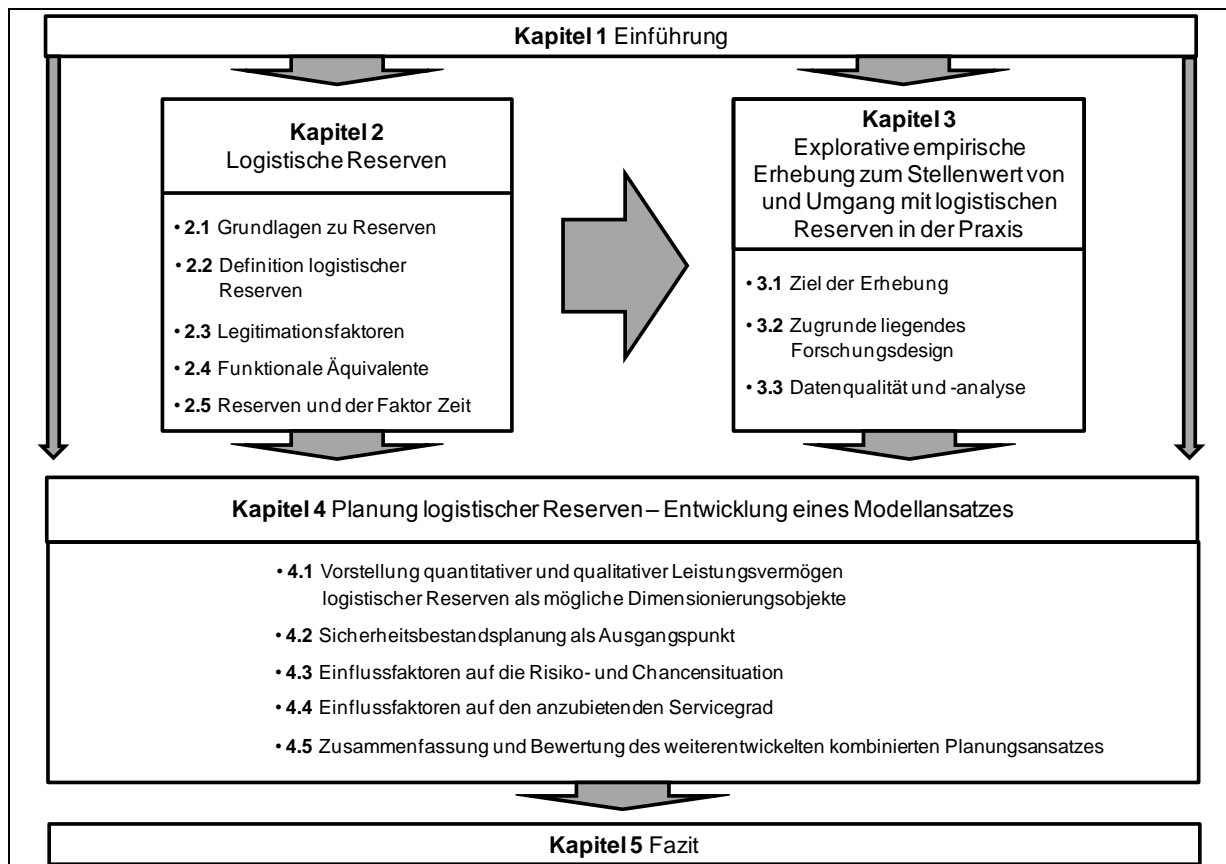 Kapitel 1 Einführung
Kapitel 2
Logistische Reserven
• 2.1 Grundlagen zu Reserven
• 2.2 Definition logistischer
Reserven
• 2.3 Legitimationsfaktoren
• 2.4 Funktionale Äquivalente
• 2.5 Reserven und der Faktor Zeit
Kapitel 3
Explorative empirische
Erhebung zum Stellenwert von
und Umgang mit logistischen
Reserven in der Praxis
• 3.1 Ziel der Erhebung
• 3.2 Zugrunde liegendes
Forschungsdesign
• 3.3 Datenqualität und -analyse
Kapitel 4 Planung logistischer Reserven – Entwicklung eines Modellansatzes
• 4.1 Vorstellung quantitativer und qualitativer Leistungsvermögen
logistischer Reserven als mögliche Dimensionierungsobjekte
• 4.2 Sicherheitsbestandsplanung als Ausgangspunkt
• 4.3 Einflussfaktoren auf die Risiko- und Chancensituation
• 4.4 Einflussfaktoren auf den anzubietenden Servicegrad
• 4.5 Zusammenfassung und Bewertung des weiterentwickelten kombinierten Planungsansatzes
Kapitel 5 Fazit